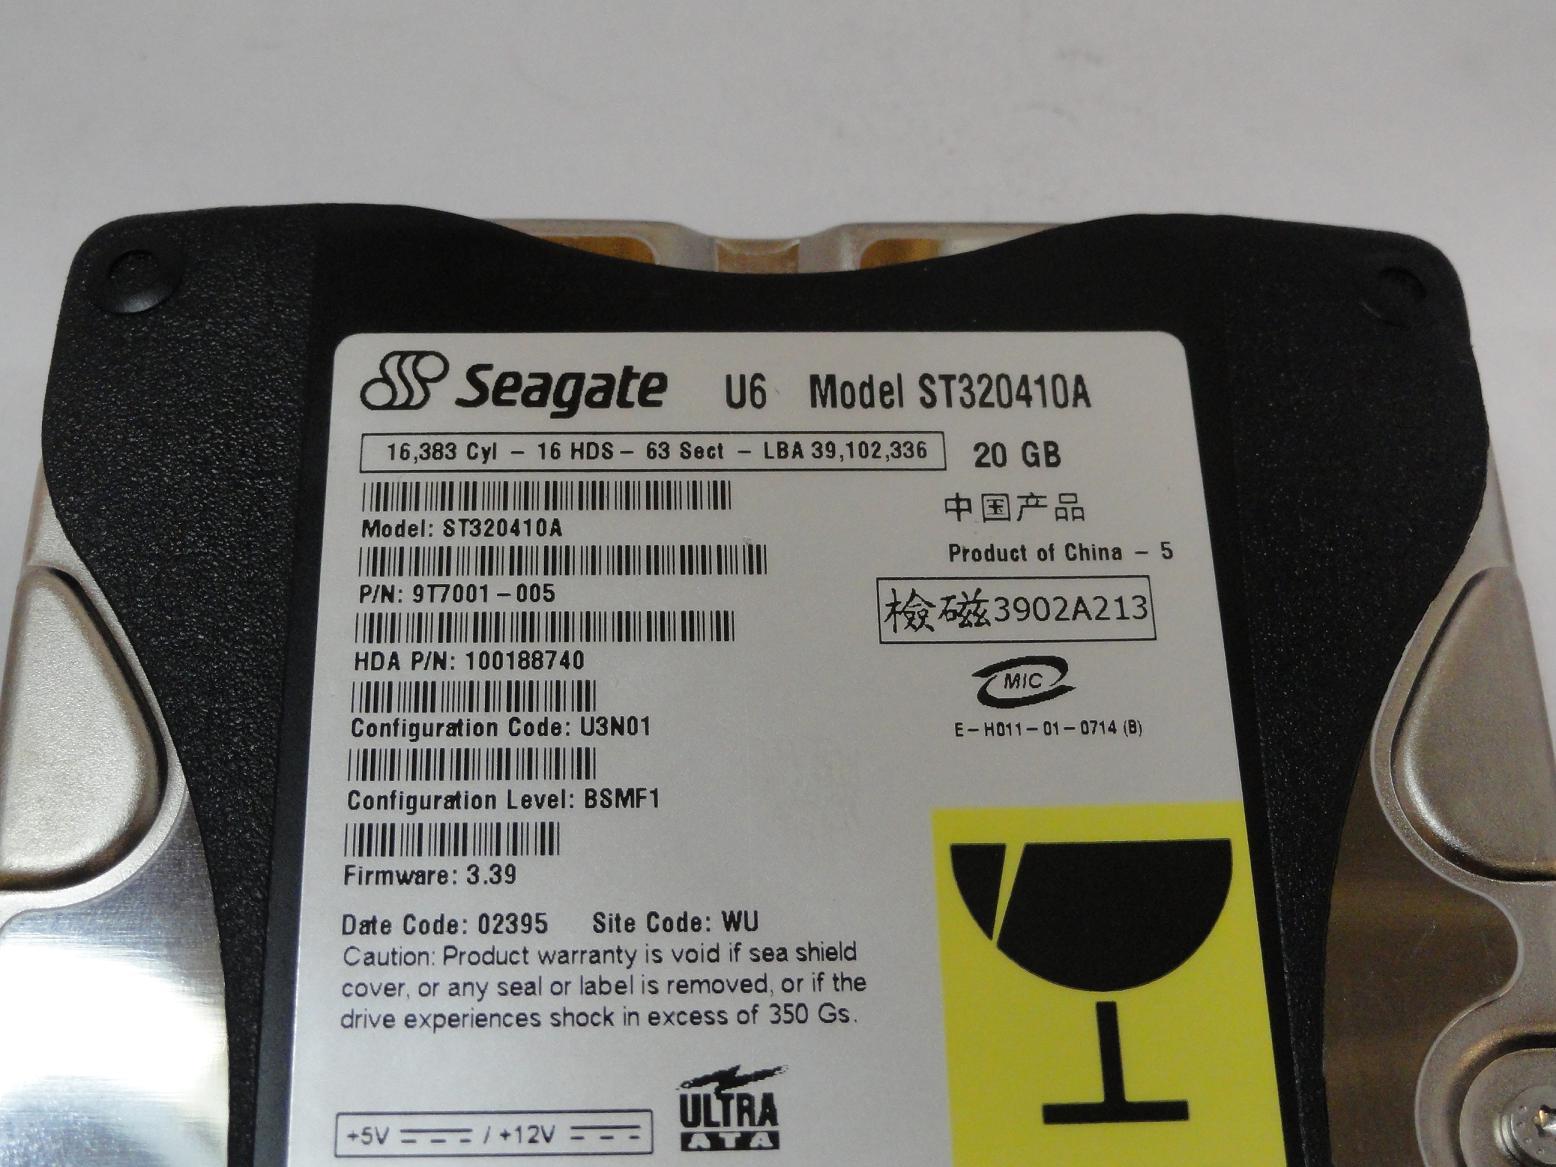 Seagate U6 Model ST320410A
16,383 Cyl – 16 HDS – 63 Sect – LBA 39,102,336 20 GB
中国产品
Model: ST320410A
Product of China – 5
P/N: 9T7001-005
檢磁3902A213
HDA P/N: 100188740
MIC
Configuration Code: U3N01
E-H011-01-0714 (B)
Configuration Level: BSMF1
Firmware: 3.39
Date Code: 02395 Site Code: WU
Caution: Product warranty is void if sea shield
cover, or any seal or label is removed, or if the
drive experiences shock in excess of 350 Gs.
ULTRA
ATA
+5V / +12V